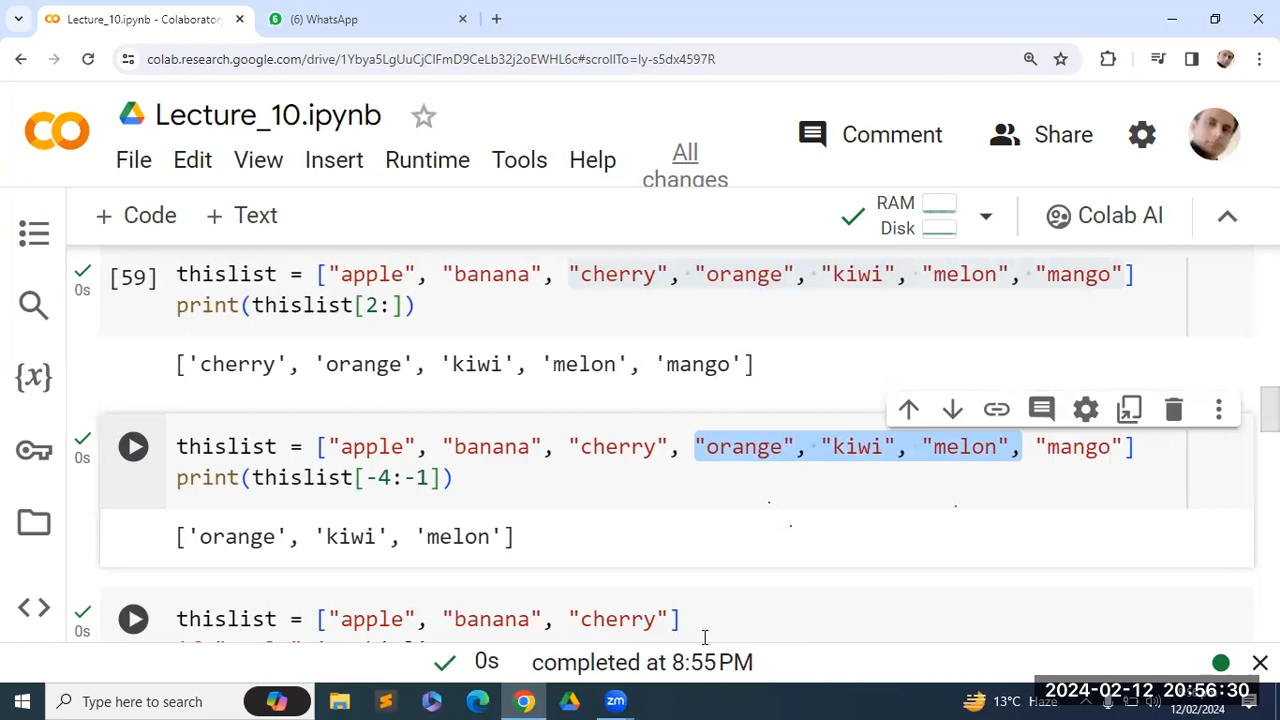 Lecture_10.ipynb - Colaborator
(6) WhatsApp
6
colab.research.google.com/drive/1Ybya5LgUuCjCIFmD9CeLb32j2oEWHL6c#scrollTo=ly-s5dx4597R
Lecture_10.ipynb
Comment
Share
File Edit View Insert Runtime Tools Help
All
changes
+ Code + Text
RAM
Disk
Colab AI
0s
[59]
thislist = ["apple", "banana", "cherry", "orange", "kiwi", "melon", "mango"]
print(thislist[2:])
['cherry', 'orange', 'kiwi', 'melon', 'mango']
0s
thislist = ["apple", "banana", "cherry", "orange", "kiwi", "melon", "mango"]
print(thislist[-4:-1])
['orange', 'kiwi', 'melon']
0s
thislist = ["apple", "banana", "cherry"]
0s completed at 8:55 PM
Type here to search
13°C Haze
2024-02-12 20:56:30
12/02/2024